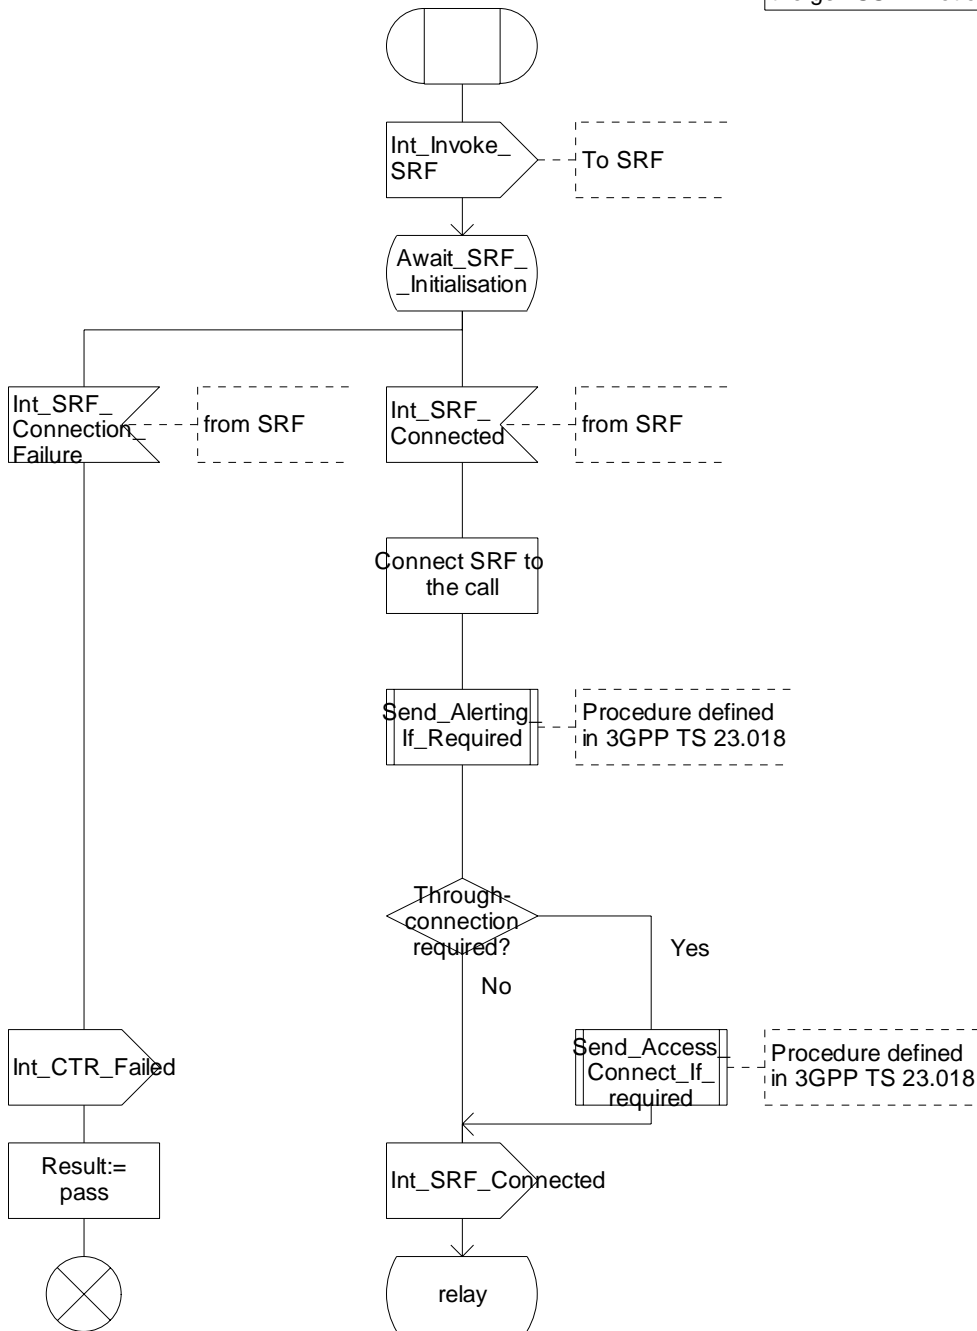 Int_Invoke_
SRF
To SRF
Await_SRF_
_Initialisation
Int_SRF_
Connection_
Failure
from SRF
Int_SRF_
Connected
from SRF
Connect SRF to
the call
Send_Alerting_
If_Required
Procedure defined
in 3GPP TS 23.018
Through-
connection
required?
Yes
No
Int_CTR_Failed
Send_Access_
Connect_If_
required
Procedure defined
in 3GPP TS 23.018
Result:=
pass
Int_SRF_Connected
relay